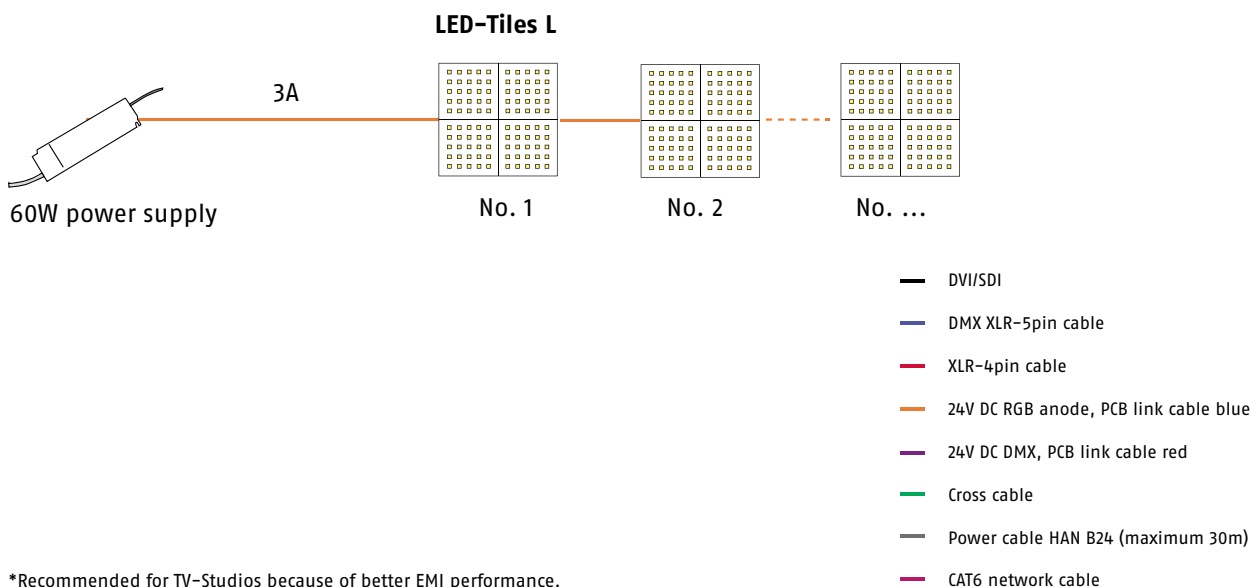 LED-Tiles L
3A
60W power supply
No. 1
No. 2
No. ...
DVI/SDI
DMX XLR-5pin cable
XLR-4pin cable
24V DC RGB anode, PCB link cable blue
24V DC DMX, PCB link cable red
Cross cable
Power cable HAN B24 (maximum 30m)
CAT6 network cable
*Recommended for TV-Studios because of better EMI performance.